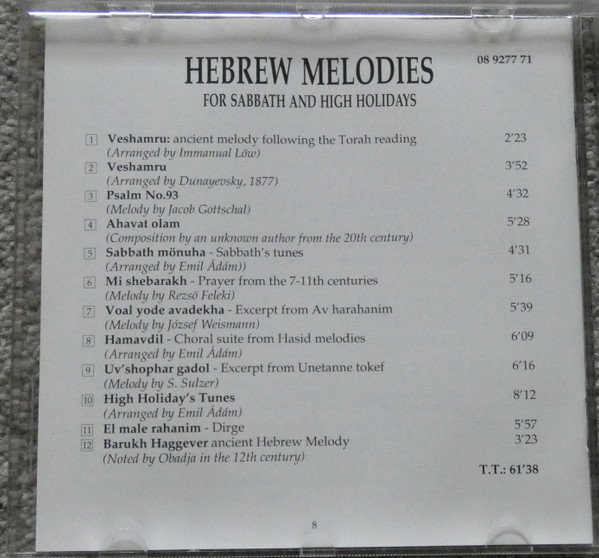 HEBREW MELODIES 08 9277 71
FOR SABBATH AND HIGH HOLIDAYS
1 Veshamru: ancient melody following the Torah reading 2'23
(Arranged by Immanual Löw)
2 Veshamru 3'52
(Arranged by Dunayevsky, 1877)
3 Psalm No.93 4'32
(Melody by Jacob Gottschal)
4 Ahavat olam 5'28
(Composition by an unknown author from the 20th century)
5 Sabbath mönuha - Sabbath's tunes 4'31
(Arranged by Emil Ádám))
6 Mi shebarakh - Prayer from the 7-11th centuries 5'16
(Melody by Rezsö Feleki)
7 Voal yode avadekha - Excerpt from Av harahanim 5'39
(Melody by József Weismann)
8 Hamavdil - Choral suite from Hasid melodies 6'09
(Arranged by Emil Ádám)
9 Uv'shophar gadol - Excerpt from Unetanne tokef 6'16
(Melody by S. Sulzer)
10 High Holiday's Tunes 8'12
(Arranged by Emil Ádám)
11 El male rahanim - Dirge 5'57
12 Barukh Haggever ancient Hebrew Melody 3'23
(Noted by Obadja in the 12th century)
T.T.: 61'38
8